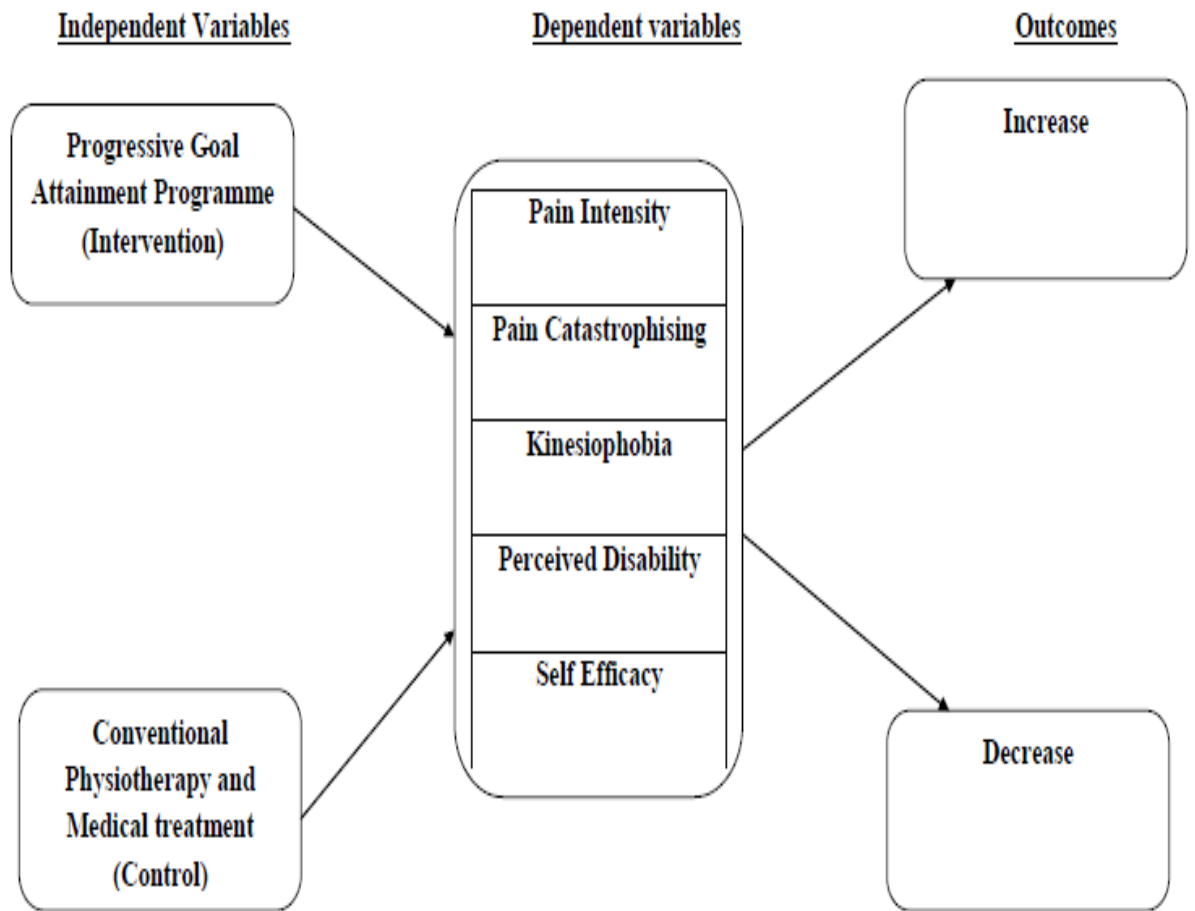 Independent Variables
Dependent variables
Outcomes
Progressive Goal
Attainment Programme
(Intervention)
Conventional
Physiotherapy and
Medical treatment
(Control)
Pain Intensity
Pain Catastrophising
Kinesiophobia
Perceived Disability
Self Efficacy
Increase
Decrease